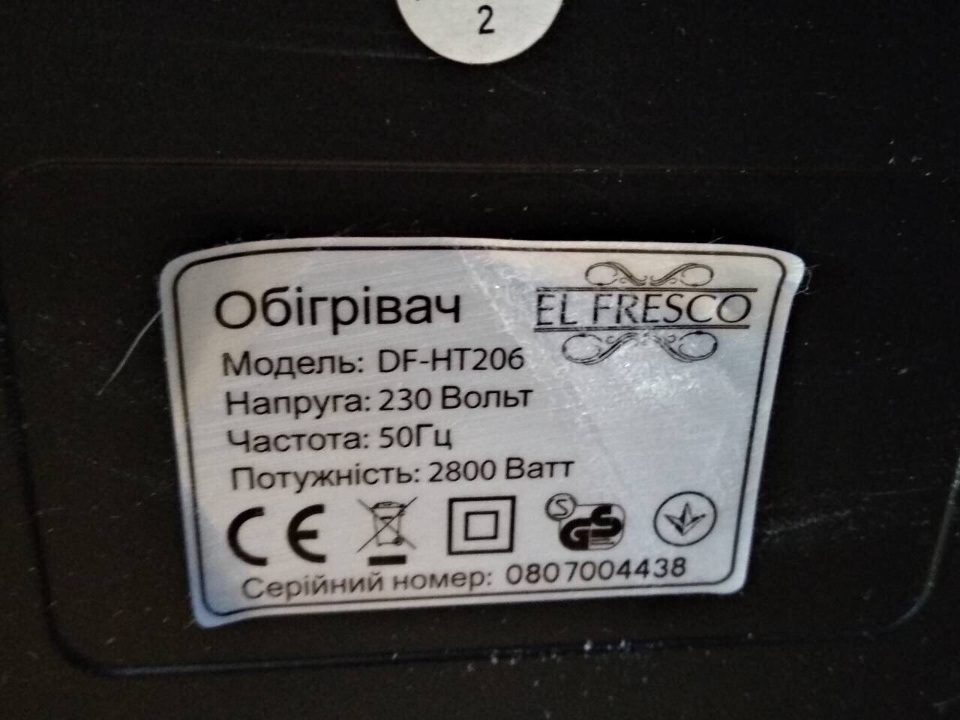 2
Обігрівач
EL FRESCO
Модель: DF-HT206
Напруга: 230 Вольт
Частота: 50Гц
Потужність: 2800 Ватт
CE
S GS
Серійний номер: 0807004438